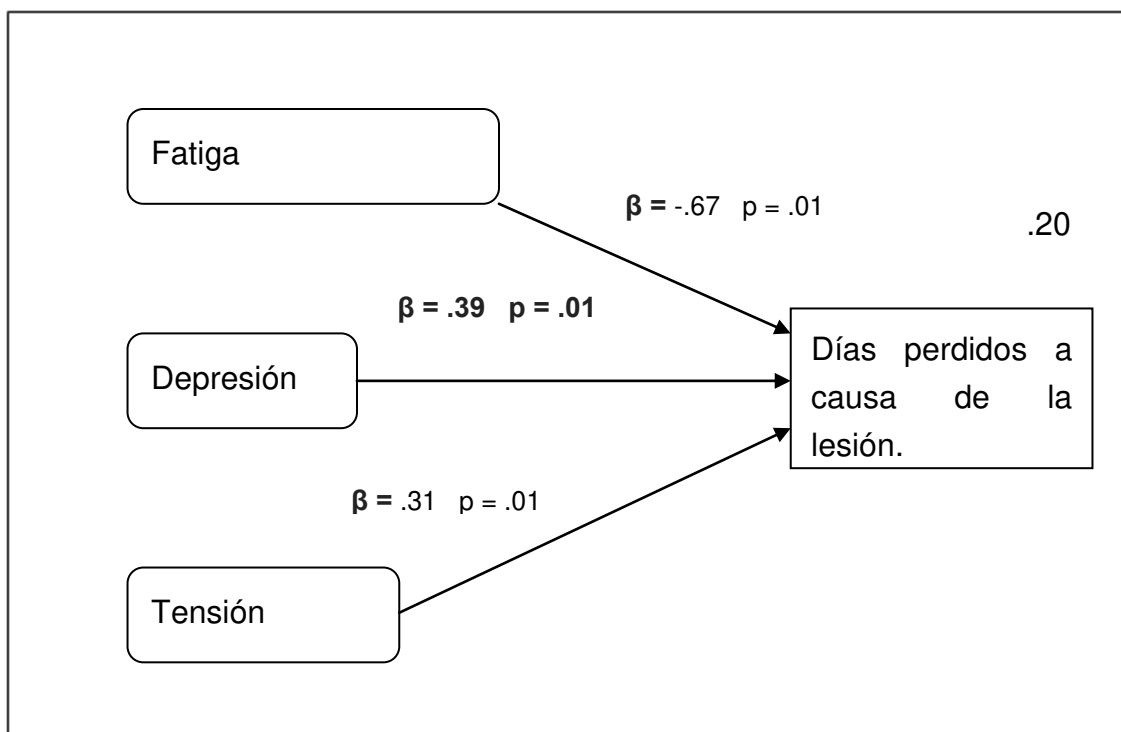 Fatiga
β = -.67 p = .01
.20
β = .39 p = .01
Días perdidos a
causa de la
lesión.
Depresión
β = .31 p = .01
Tensión